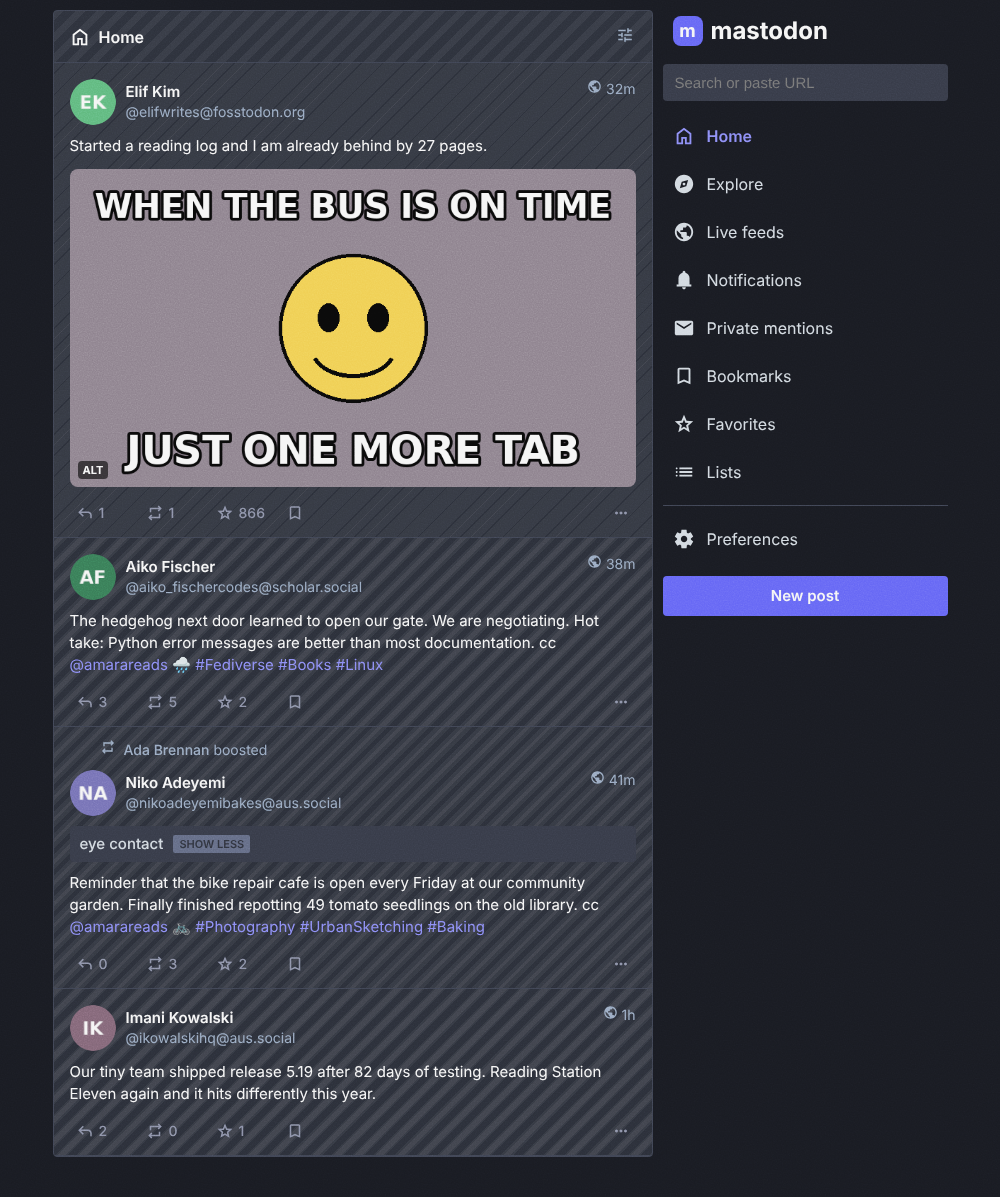 Home
EK
Elif Kim
32m
@elifwrites@fosstodon.org
Started a reading log and I am already behind by 27 pages.
WHEN THE BUS IS ON TIME
JUST ONE MORE TAB
ALT
1 1 866
AF
Aiko Fischer
38m
@aiko_fischercodes@scholar.social
The hedgehog next door learned to open our gate. We are negotiating. Hot
take: Python error messages are better than most documentation. cc
@amarareads 🌧️ #Fediverse #Books #Linux
3 5 2
Ada Brennan boosted
NA
Niko Adeyemi
41m
@nikoadeyemibakes@aus.social
eye contact SHOW LESS
Reminder that the bike repair cafe is open every Friday at our community
garden. Finally finished repotting 49 tomato seedlings on the old library. cc
@amarareads 🚲 #Photography #UrbanSketching #Baking
0 3 2
IK
Imani Kowalski
1h
@ikowalskihq@aus.social
Our tiny team shipped release 5.19 after 82 days of testing. Reading Station
Eleven again and it hits differently this year.
2 0 1
m mastodon
Search or paste URL
Home
Explore
Live feeds
Notifications
Private mentions
Bookmarks
Favorites
Lists
Preferences
New post